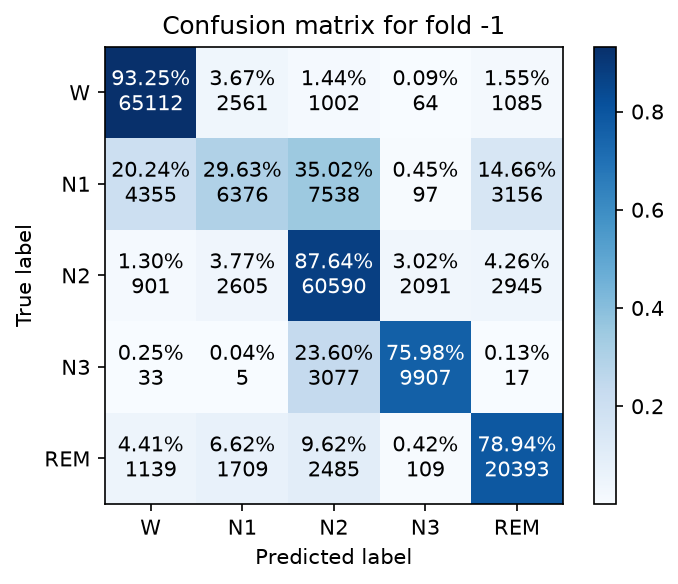 Confusion matrix for fold -1
93.25% 3.67% 1.44% 0.09% 1.55%
W 65112 2561 1002 64 1085 0.8
20.24% 29.63% 35.02% 0.45% 14.66%
N1 4355 6376 7538 97 3156
0.6
True label
1.30% 3.77% 87.64% 3.02% 4.26%
N2 901 2605 60590 2091 2945
0.4
0.25% 0.04% 23.60% 75.98% 0.13%
N3 33 5 3077 9907 17
0.2
4.41% 6.62% 9.62% 0.42% 78.94%
REM 1139 1709 2485 109 20393
W N1 N2 N3 REM
Predicted label